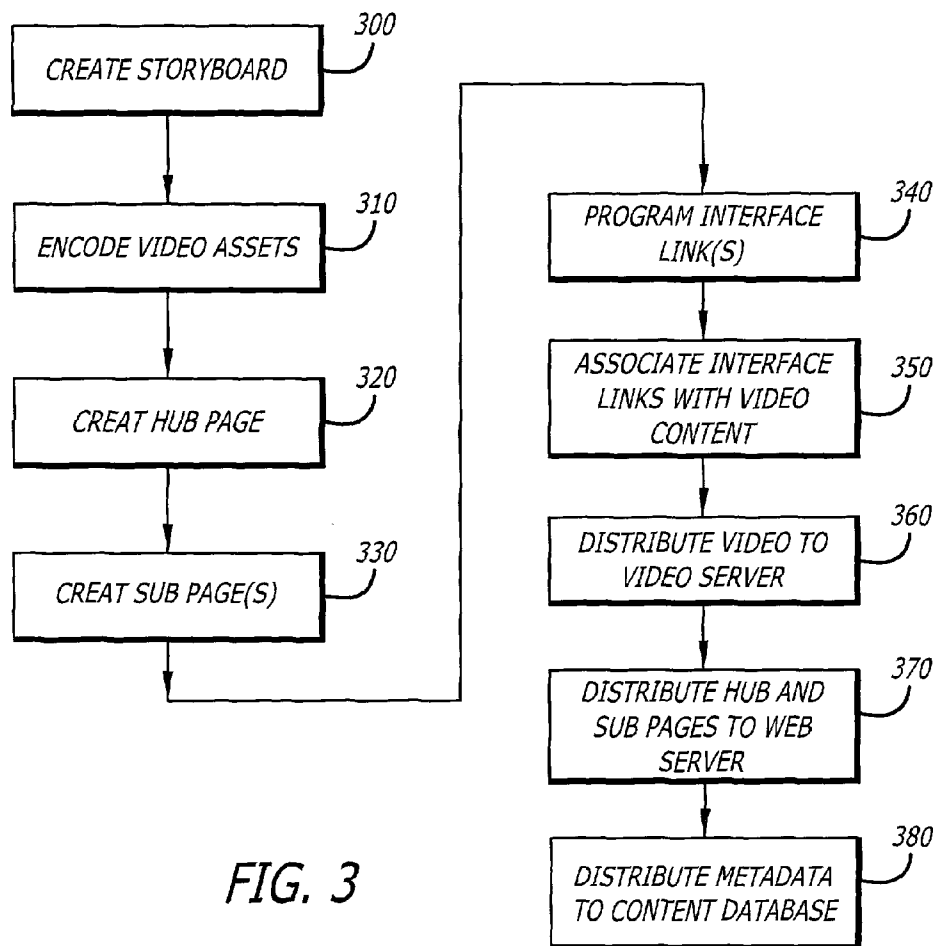 300
CREATE STORYBOARD
310
ENCODE VIDEO ASSETS
320
CREAT HUB PAGE
330
CREAT SUB PAGE(S)
340
PROGRAM INTERFACE
LINK(S)
350
ASSOCIATE INTERFACE
LINKS WITH VIDEO
CONTENT
360
DISTRIBUTE VIDEO TO
VIDEO SERVER
370
DISTRIBUTE HUB AND
SUB PAGES TO WEB
SERVER
380
DISTRIBUTE METADATA
TO CONTENT DATABASE
FIG. 3